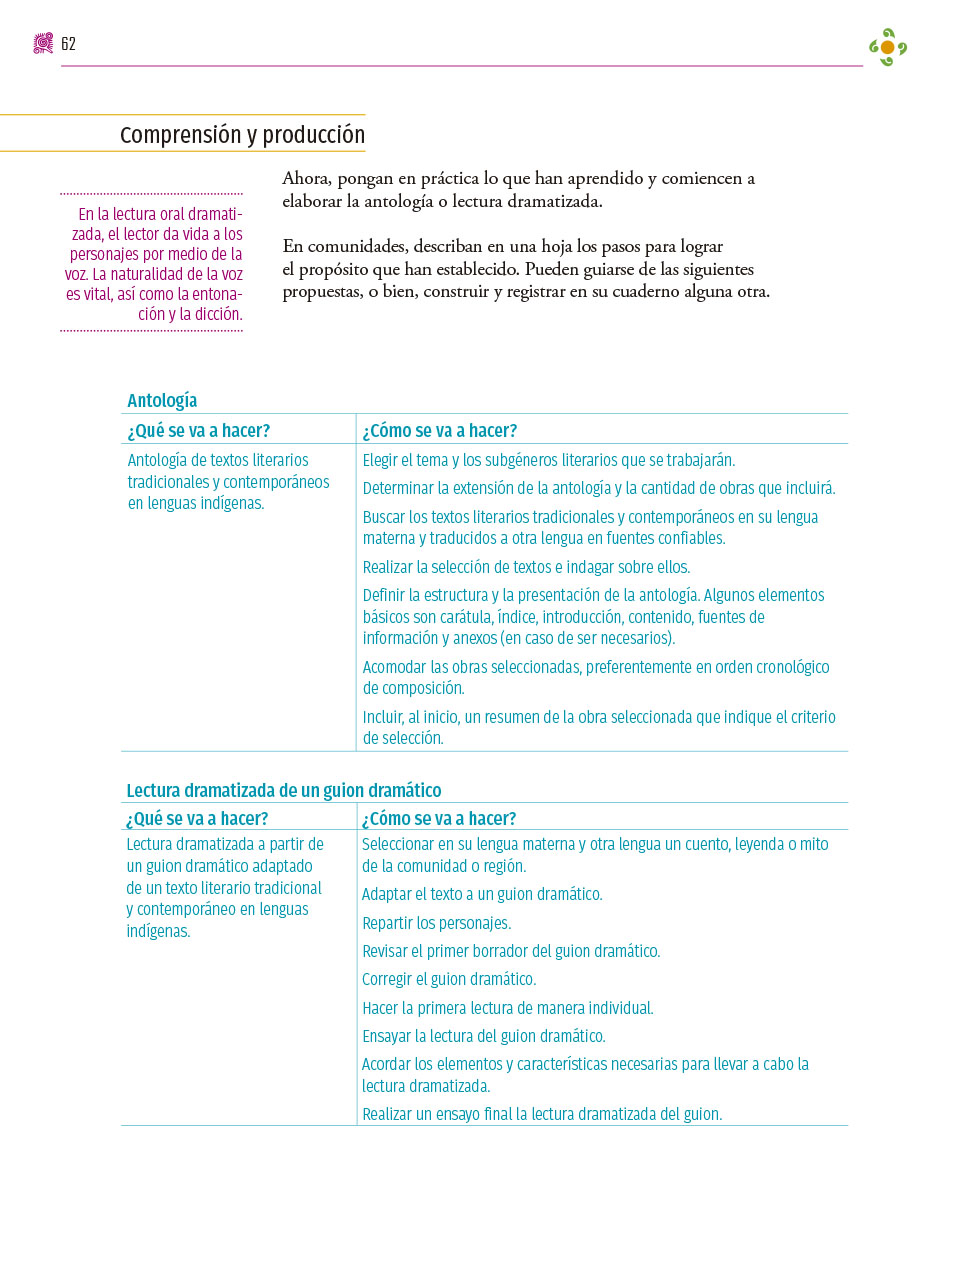 62
Comprensión y producción
En la lectura oral dramati-
zada, el lector da vida a los
personajes por medio de la
voz. La naturalidad de la voz
es vital, así como la entona-
ción y la dicción.
Ahora, pongan en práctica lo que han aprendido y comiencen a
elaborar la antología o lectura dramatizada.
En comunidades, describan en una hoja los pasos para lograr
el propósito que han establecido. Pueden guiarse de las siguientes
propuestas, o bien, construir y registrar en su cuaderno alguna otra.
Antología
¿Qué se va a hacer?
¿Cómo se va a hacer?
Antología de textos literarios
tradicionales y contemporáneos
en lenguas indígenas.
Elegir el tema y los subgéneros literarios que se trabajarán.
Determinar la extensión de la antología y la cantidad de obras que incluirá.
Buscar los textos literarios tradicionales y contemporáneos en su lengua
materna y traducidos a otra lengua en fuentes confiables.
Realizar la selección de textos e indagar sobre ellos.
Definir la estructura y la presentación de la antología. Algunos elementos
básicos son carátula, índice, introducción, contenido, fuentes de
información y anexos (en caso de ser necesarios).
Acomodar las obras seleccionadas, preferentemente en orden cronológico
de composición.
Incluir, al inicio, un resumen de la obra seleccionada que indique el criterio
de selección.
Lectura dramatizada de un guion dramático
¿Qué se va a hacer?
¿Cómo se va a hacer?
Lectura dramatizada a partir de
un guion dramático adaptado
de un texto literario tradicional
y contemporáneo en lenguas
indígenas.
Seleccionar en su lengua materna y otra lengua un cuento, leyenda o mito
de la comunidad o región.
Adaptar el texto a un guion dramático.
Repartir los personajes.
Revisar el primer borrador del guion dramático.
Corregir el guion dramático.
Hacer la primera lectura de manera individual.
Ensayar la lectura del guion dramático.
Acordar los elementos y características necesarias para llevar a cabo la
lectura dramatizada.
Realizar un ensayo final la lectura dramatizada del guion.